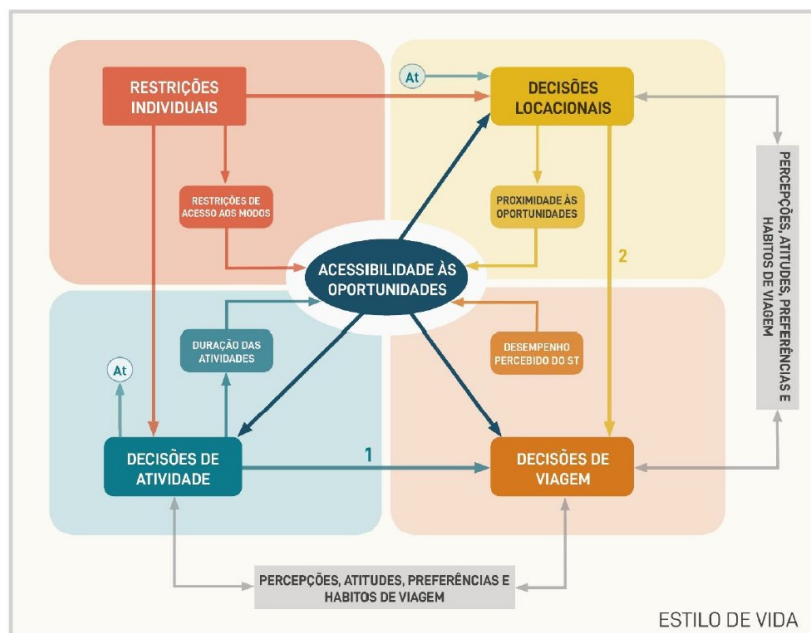 RESTRIÇÕES
INDIVIDUAIS
At
DECISÕES
LOCACIONAIS
RESTRIÇÕES DE
ACESSO AOS MODOS
PROXIMIDADE ÀS
OPORTUNIDADES
PERCEPÇÕES, ATITUDES, PREFERÊNCIAS E
HABITOS DE VIAGEM
2
ACESSIBILIDADE ÀS
OPORTUNIDADES
DURAÇÃO DAS
ATIVIDADES
DESEMPENHO
PERCEBIDO DO ST
At
DECISÕES DE
ATIVIDADE
1
DECISÕES DE
VIAGEM
PERCEPÇÕES, ATITUDES, PREFERÊNCIAS E
HABITOS DE VIAGEM
ESTILO DE VIDA